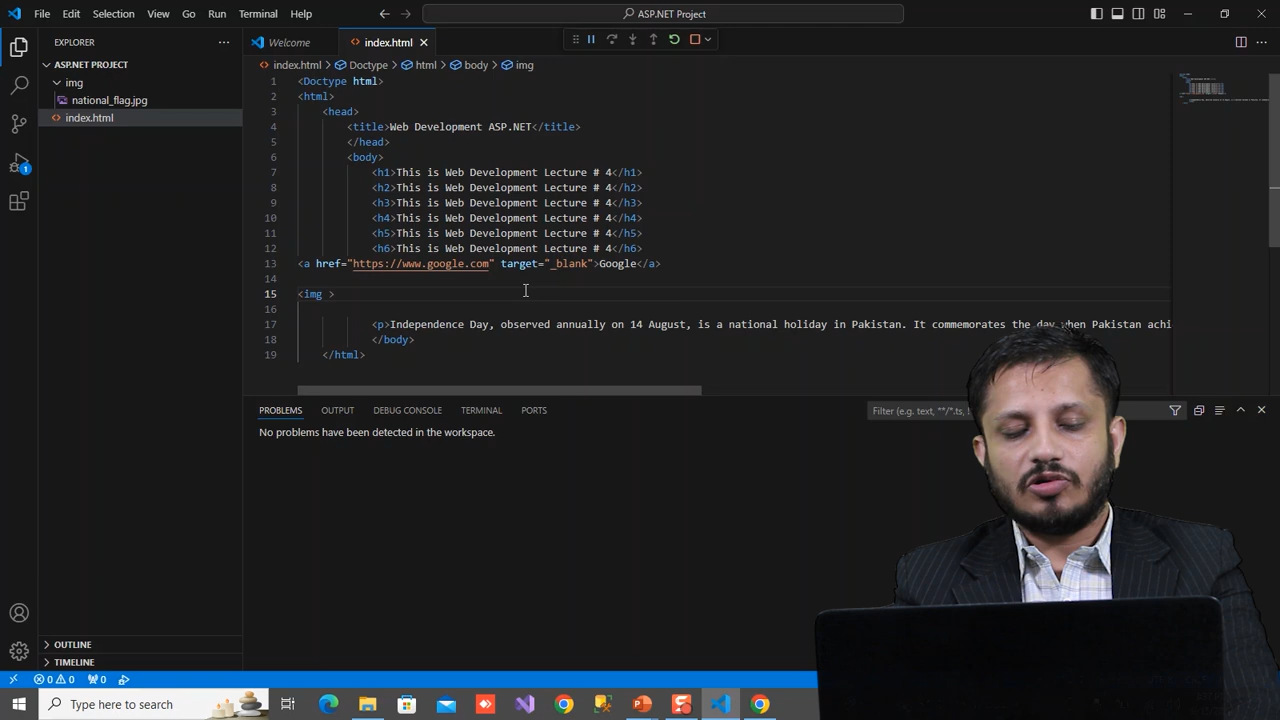 File Edit Selection View Go Run Terminal Help
ASP.NET Project
EXPLORER
Welcome
index.html
ASP.NET PROJECT
img
national_flag.jpg
index.html
index.html > Doctype > html > body > img
1 <Doctype html>
2 <html>
3 <head>
4 <title>Web Development ASP.NET</title>
5 </head>
6 <body>
7 <h1>This is Web Development Lecture # 4</h1>
8 <h2>This is Web Development Lecture # 4</h2>
9 <h3>This is Web Development Lecture # 4</h3>
10 <h4>This is Web Development Lecture # 4</h4>
11 <h5>This is Web Development Lecture # 4</h5>
12 <h6>This is Web Development Lecture # 4</h6>
13 <a href="https://www.google.com" target="_blank">Google</a>
14
15 <img >
16
17 <p>Independence Day, observed annually on 14 August, is a national holiday in Pakistan. It commemorates the day when Pakistan achi
18 </body>
19 </html>
1
PROBLEMS OUTPUT DEBUG CONSOLE TERMINAL PORTS
Filter (e.g. text, **/*.ts,
No problems have been detected in the workspace.
OUTLINE
TIMELINE
0 0 0
Type here to search